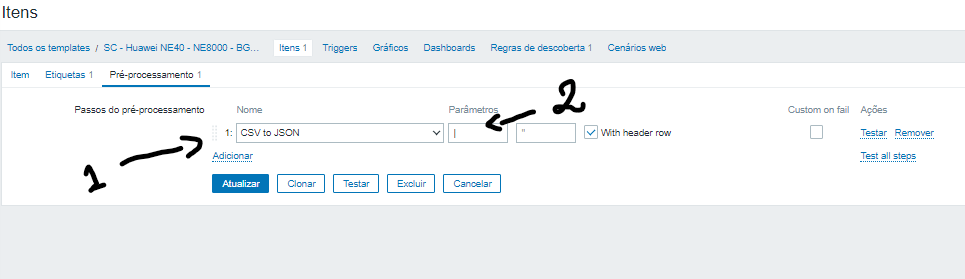 Itens
Todos os templates / SC - Huawei NE40 - NE8000 - BG... Itens 1 Triggers Gráficos Dashboards Regras de descoberta 1 Cenários web
Item Etiquetas 1 Pré-processamento 1
Passos do pré-processamento Nome Parâmetros 2 Custom on fail Ações
1: CSV to JSON | " With header row Testar Remover
1 Adicionar Test all steps
Atualizar Clonar Testar Excluir Cancelar